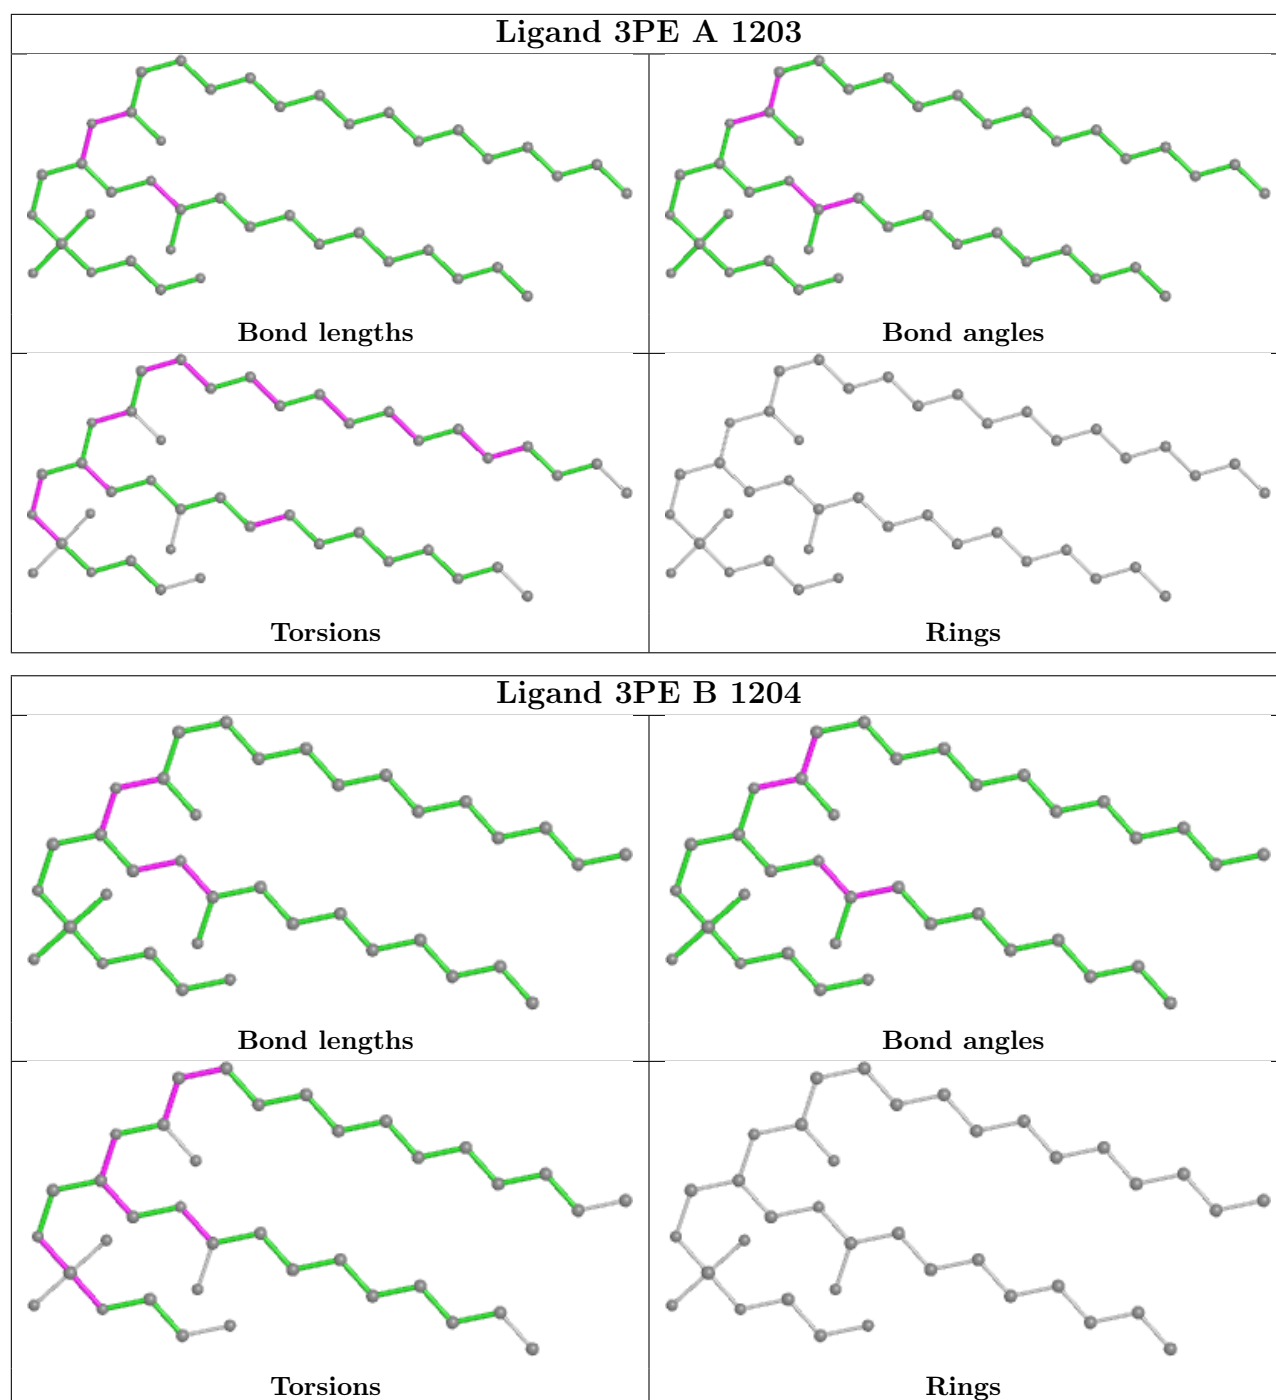 Ligand 3PE A 1203
Bond lengths
Bond angles
Torsions
Rings
Ligand 3PE B 1204
Bond lengths
Bond angles
Torsions
Rings